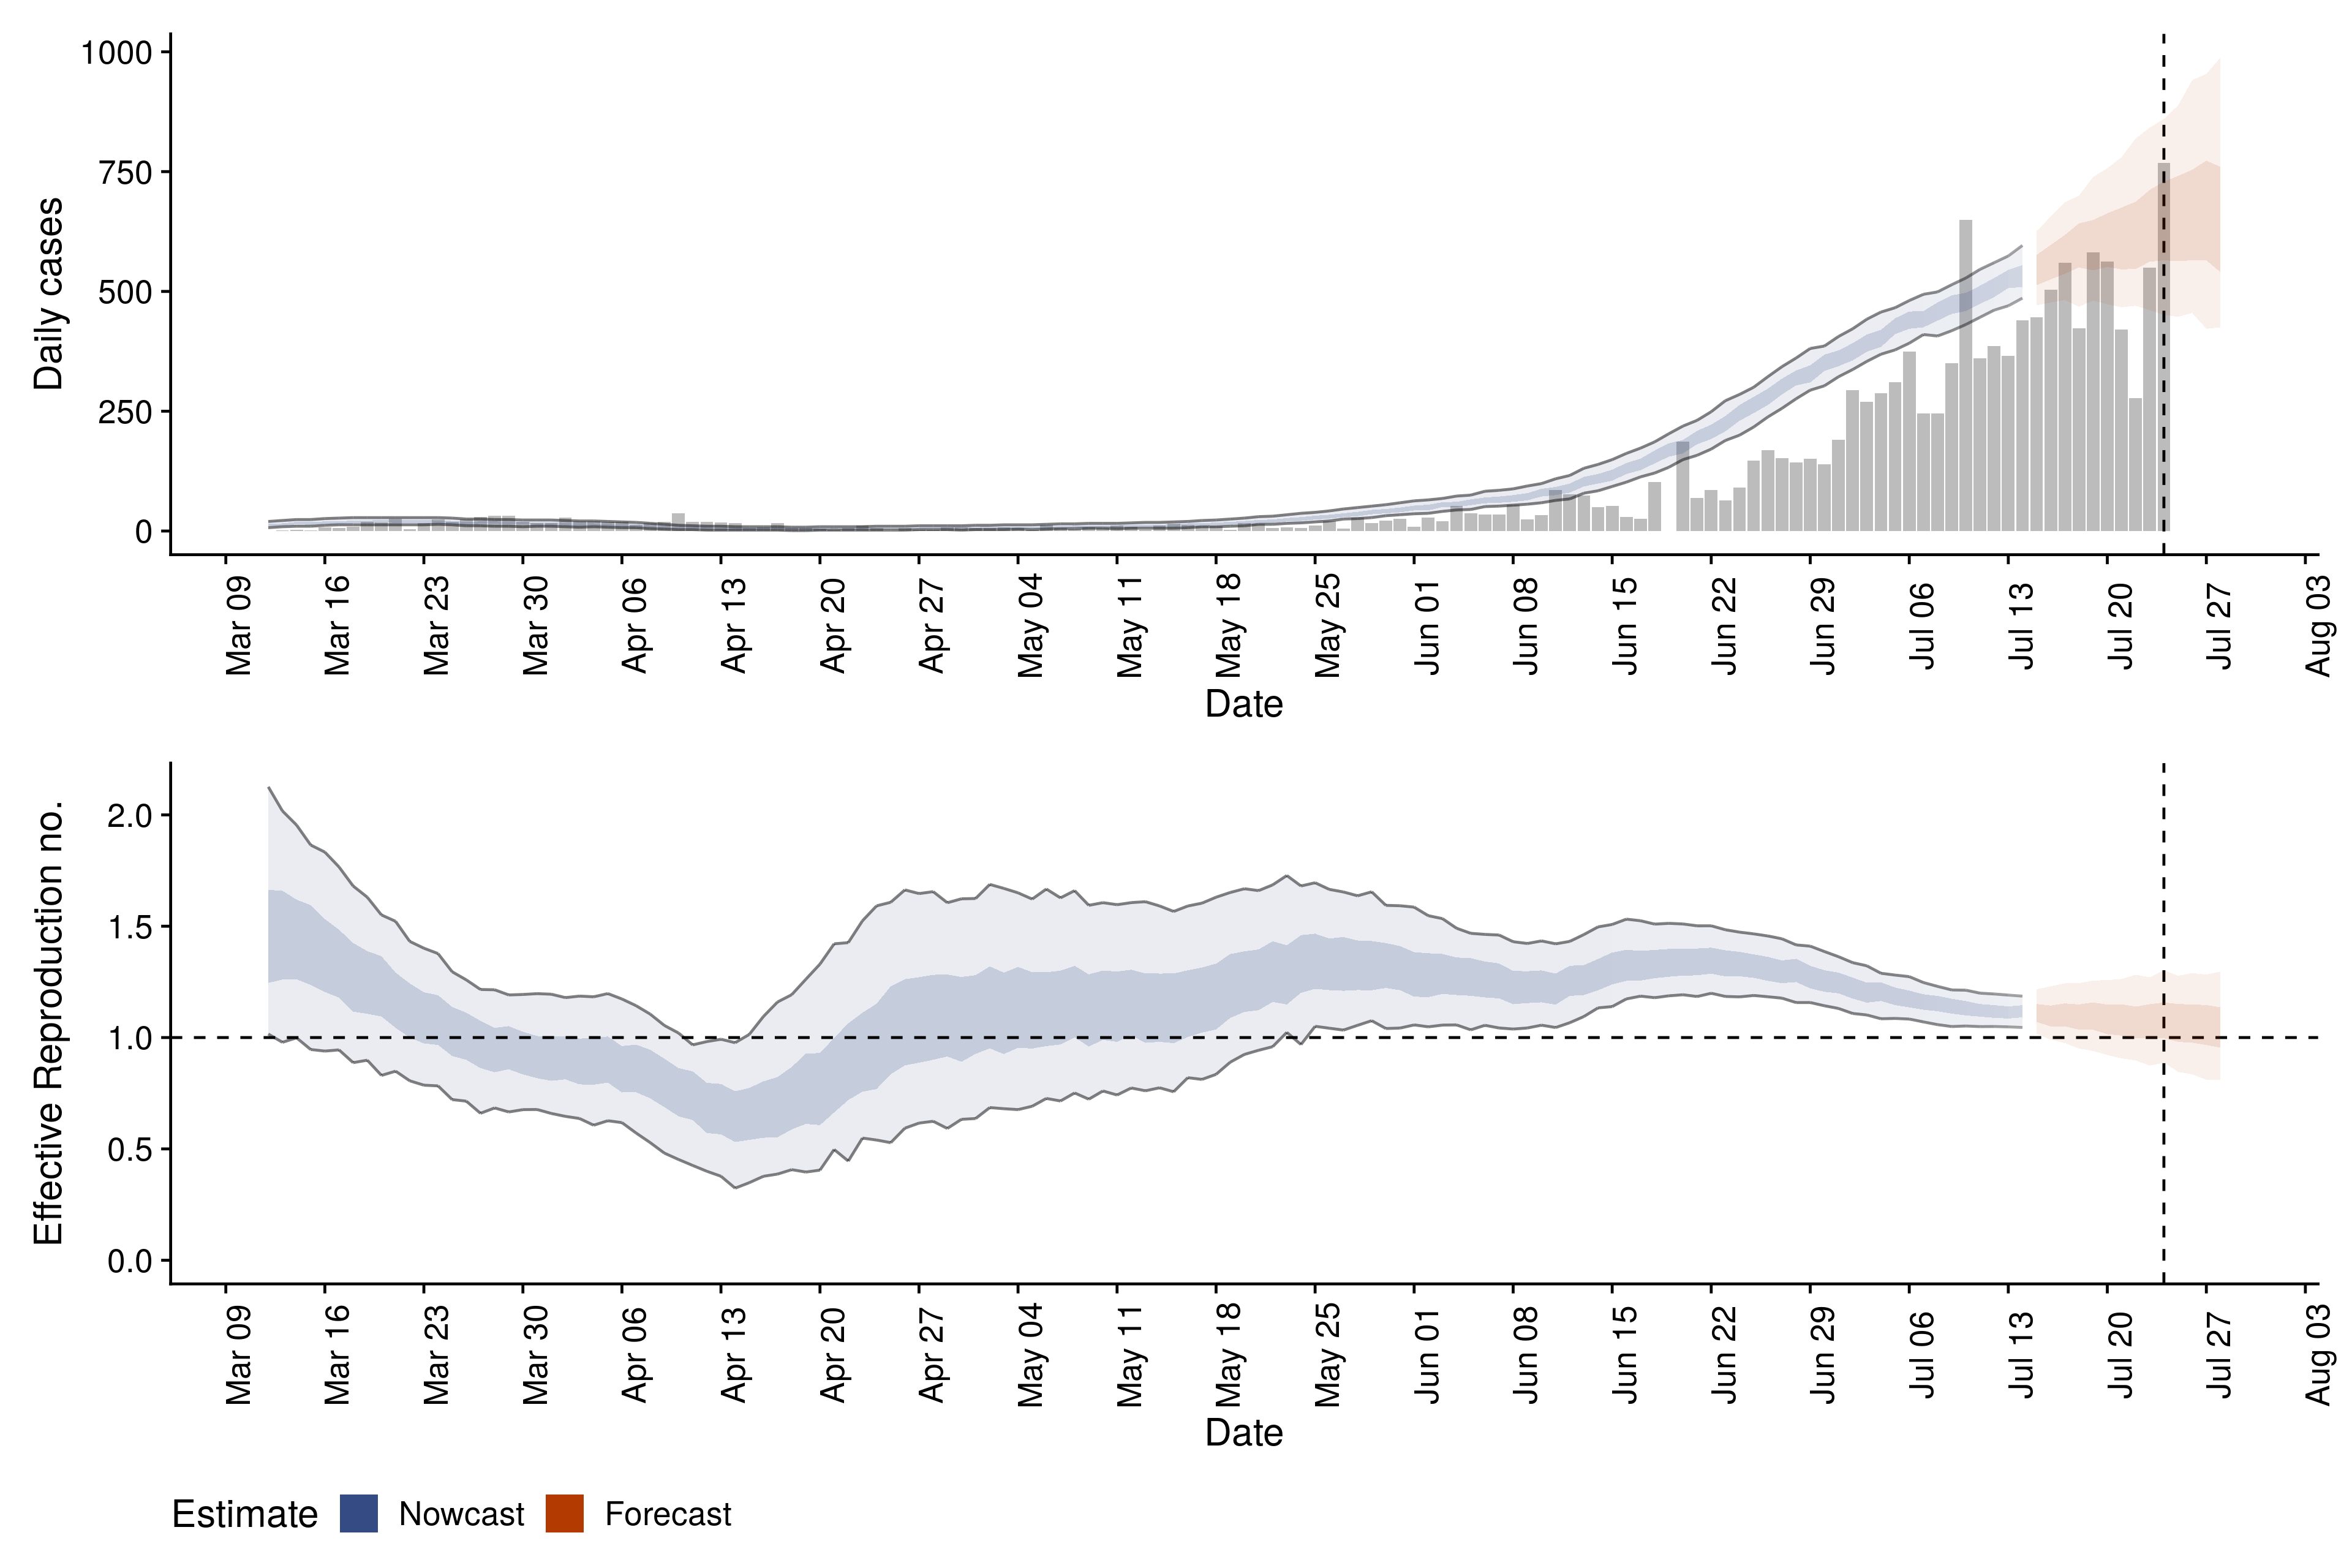 Daily cases
1000
750
500
250
0
Mar 09 Mar 16 Mar 23 Mar 30 Apr 06 Apr 13 Apr 20 Apr 27 May 04 May 11 May 18 May 25 Jun 01 Jun 08 Jun 15 Jun 22 Jun 29 Jul 06 Jul 13 Jul 20 Jul 27 Aug 03
Date
Effective Reproduction no.
2.0
1.5
1.0
0.5
0.0
Mar 09 Mar 16 Mar 23 Mar 30 Apr 06 Apr 13 Apr 20 Apr 27 May 04 May 11 May 18 May 25 Jun 01 Jun 08 Jun 15 Jun 22 Jun 29 Jul 06 Jul 13 Jul 20 Jul 27 Aug 03
Date
Estimate Nowcast Forecast